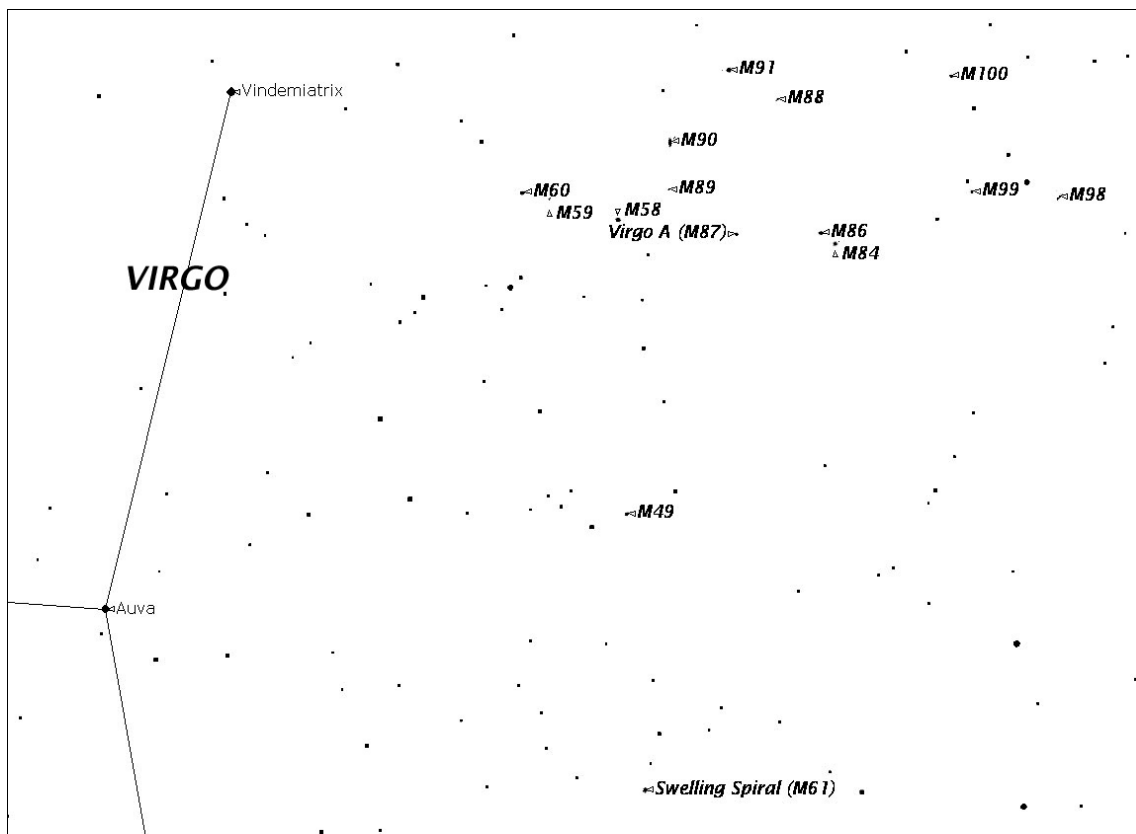 M91
M100
Vindemiatrix
M88
M90
M89
M60
M99
M98
M59
M58
Virgo A (M87)
M86
M84
VIRGO
M49
Auva
Swelling Spiral (M61)